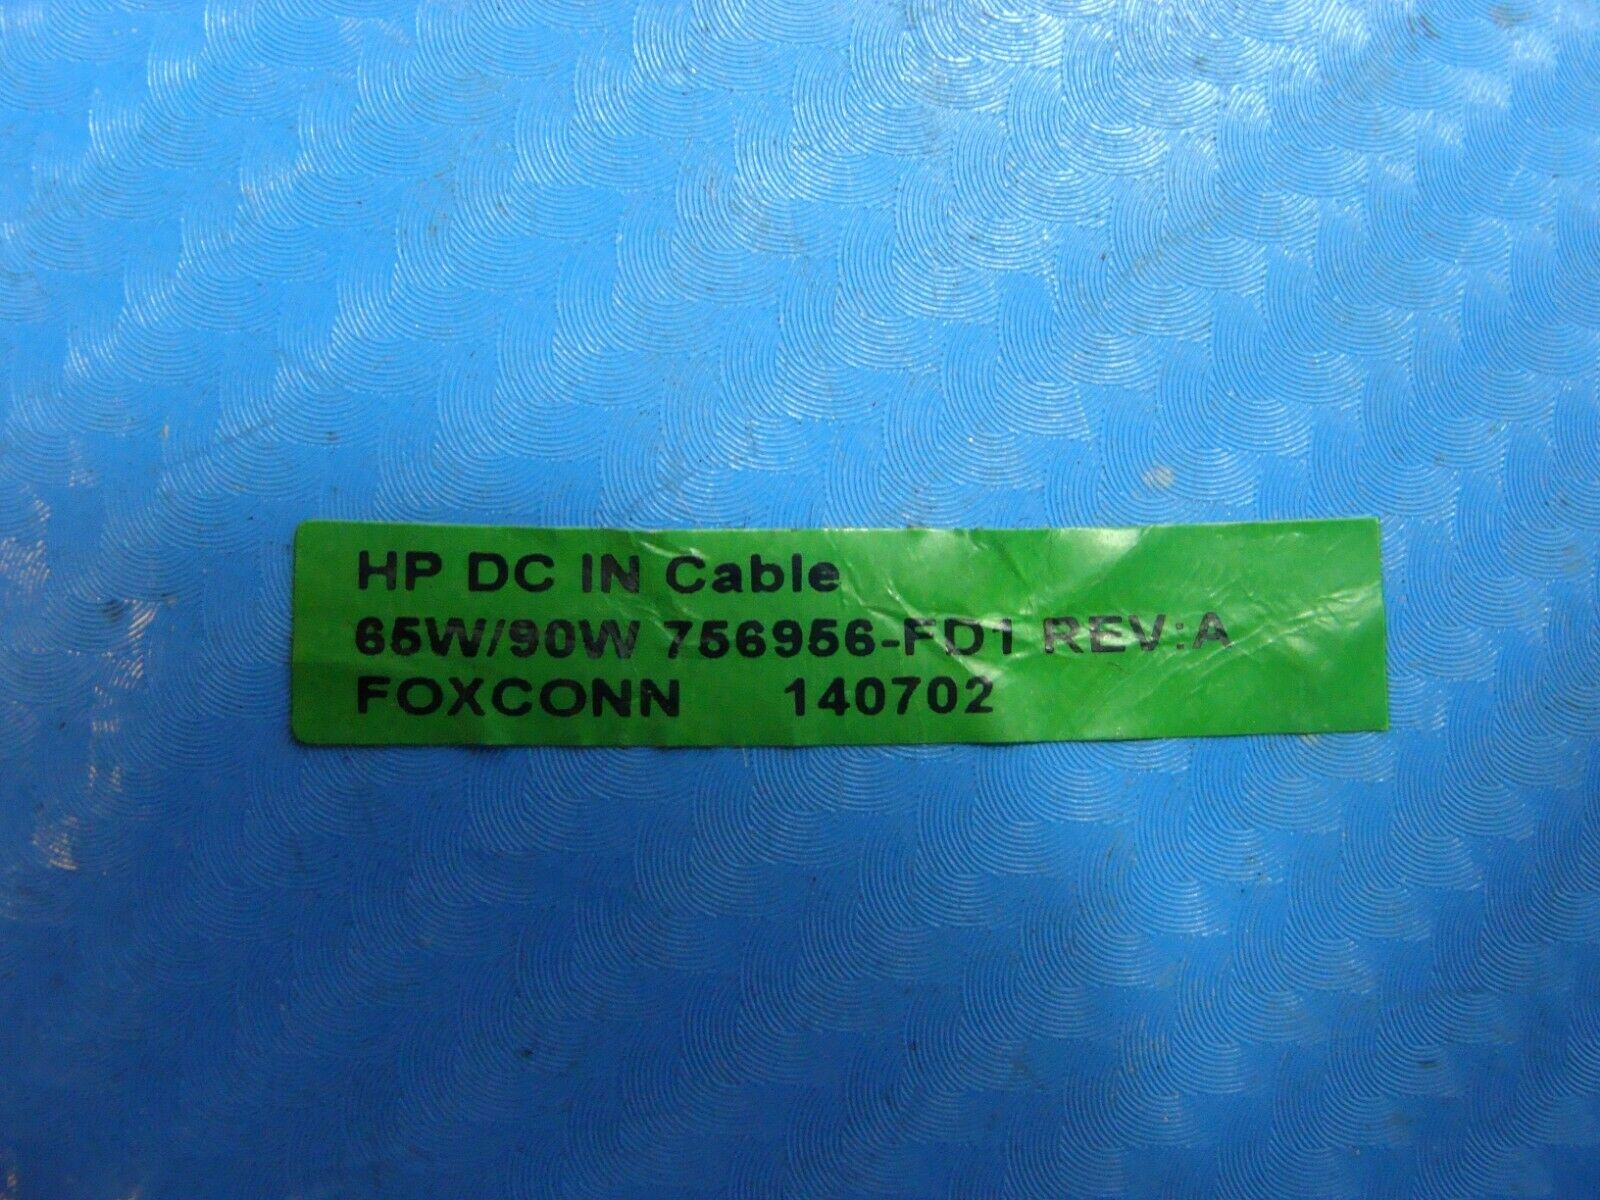 HP DC IN Cable
65W/90W 756956-FD1 REV:A
FOXCONN 140702